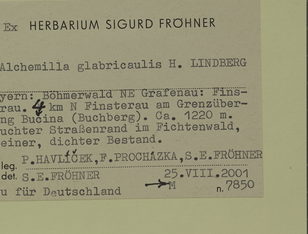 Ex HERBARIUM SIGURD FRÖHNER
Alchemilla glabricaulis H. LINDBERG
yern: Böhmerwald NE Grafenau: Fins-
rau. 4 km N Finsterau am Grenzüber-
ng Bučina (Buchberg). Ca. 1220 m.
uchter Straßenrand im Fichtenwald,
einer, dichter Bestand.
leg. P.HAVLÍČEK, F.PROCHÁZKA, S.E.FRÖHNER
det. S.E.FRÖHNER 25.VIII.2001
u für Deutschland → M n. 7850